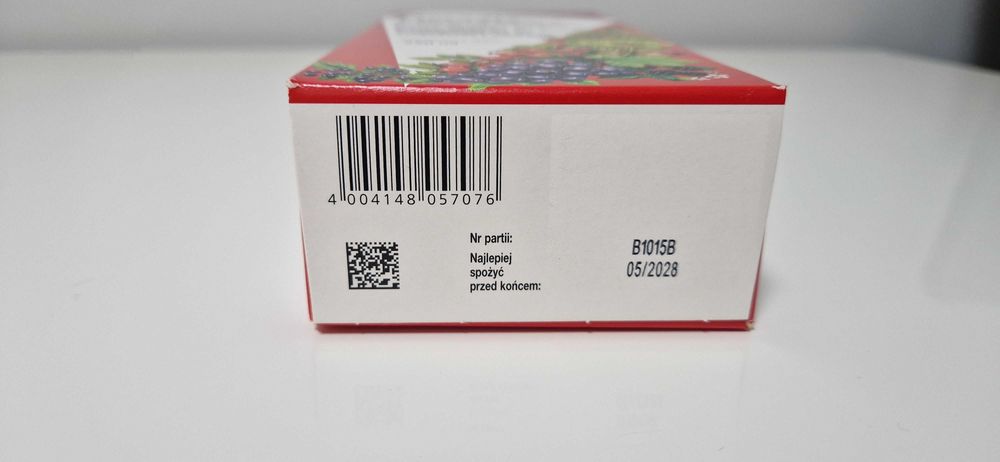 4 004148 057076
Nr partii:
B1015B
Najlepiej
spożyć
przed końcem:
05/2028